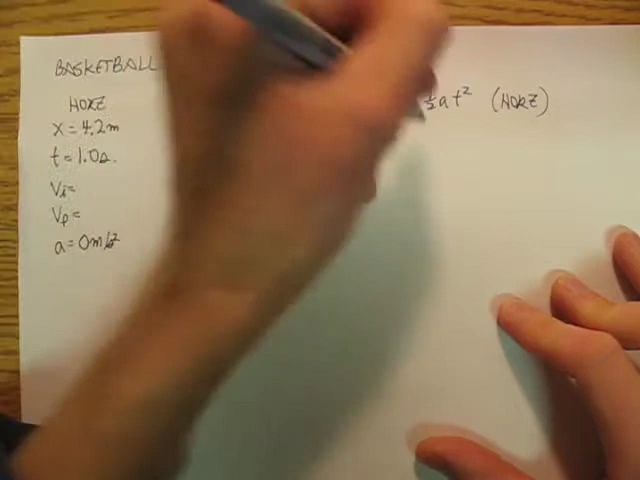 BASKETBALL
HORZ
x = 4.2m
t = 1.0s.
Vi=
Vf=
a = 0m/s²
½at² (HORZ)